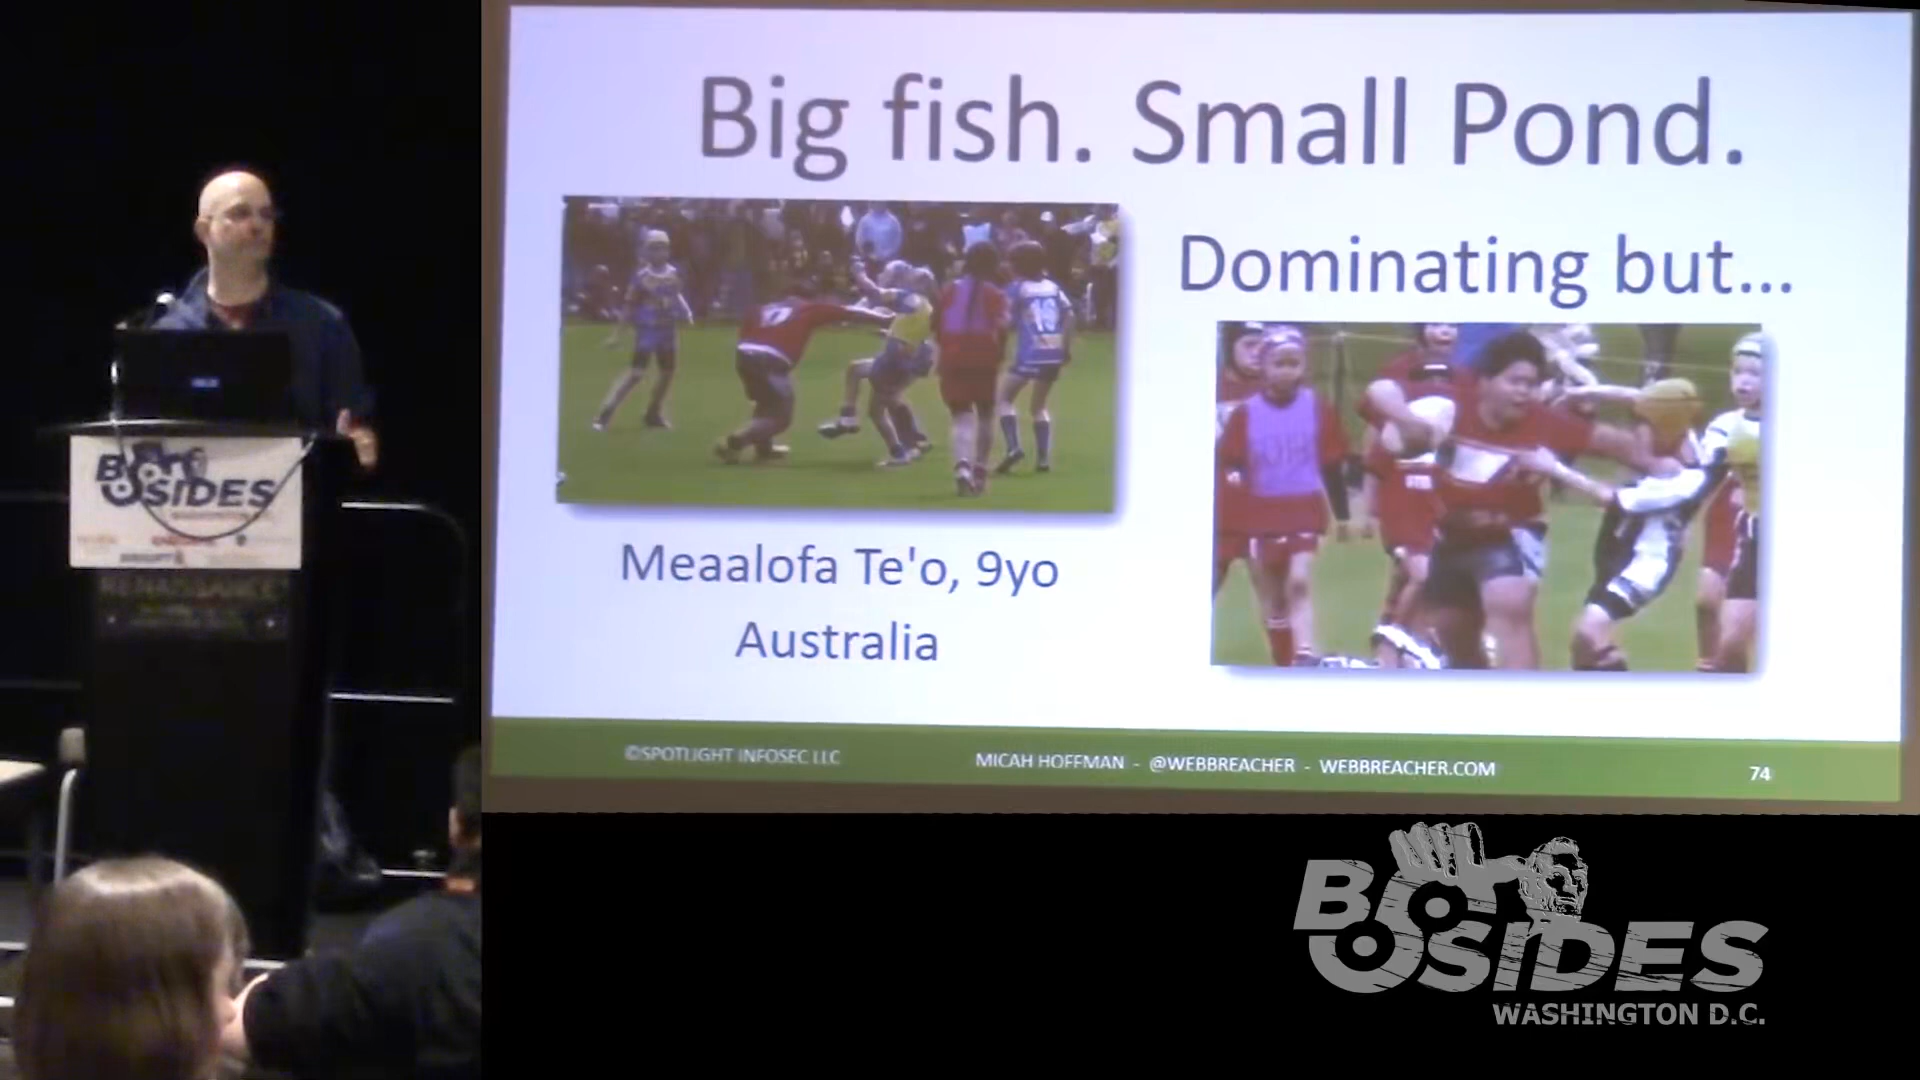 Big fish. Small Pond.
Dominating but...
Meaalofa Te'o, 9yo
Australia
©SPOTLIGHT INFOSEC LLC
MICAH HOFFMAN - @WEBBREACHER - WEBBREACHER.COM
74
BSIDES
RENAISSANCE
BSIDES
WASHINGTON D.C.